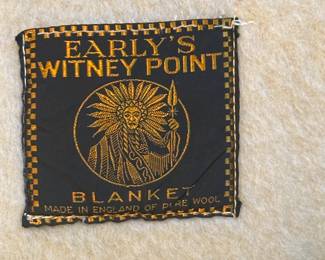 EARLY'S
WITNEY POINT
BLANKET
MADE IN ENGLAND OF PURE WOOL